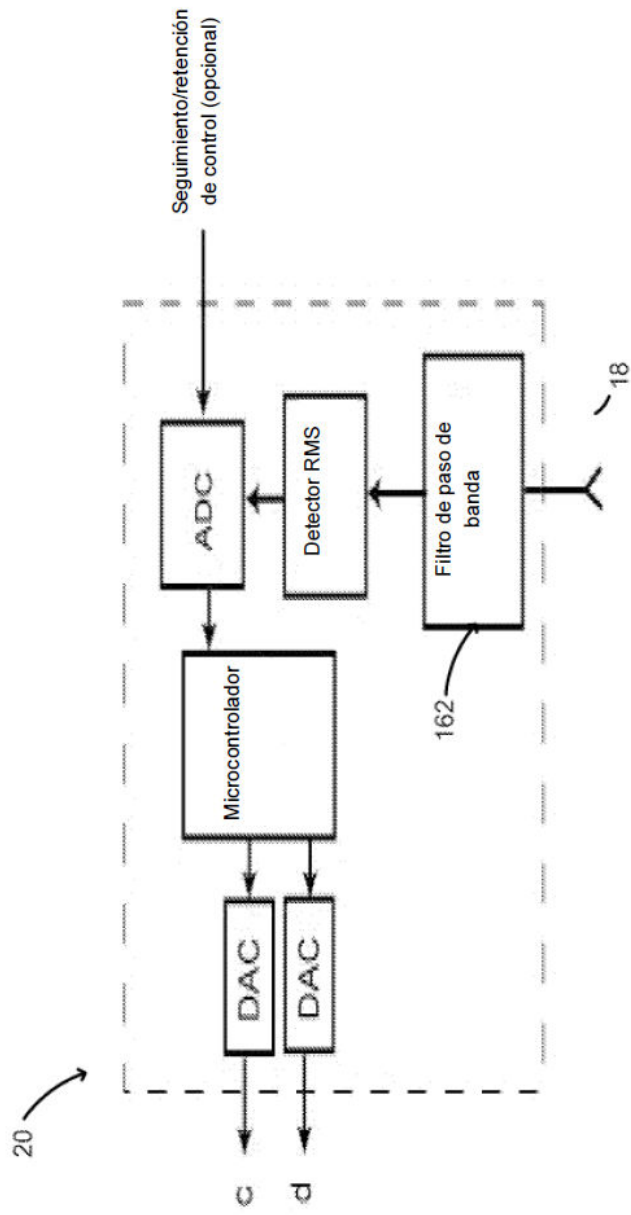 20
Seguimiento/retención
de control (opcional)
ADC
Microcontrolador
DAC
DAC
c
d
Detector RMS
Filtro de paso de
banda
162
18